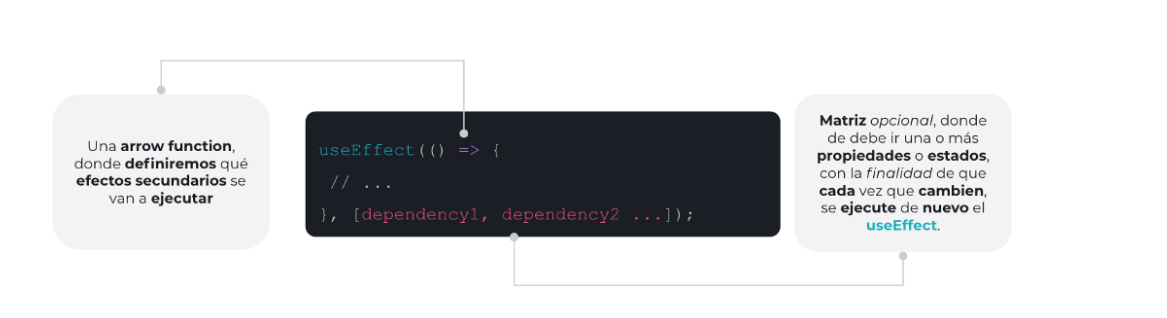 Una arrow function,
donde definiremos qué
efectos secundarios se
van a ejecutar
useEffect(() => {
// ...
}, [dependency1, dependency2 ...]);
Matriz opcional, donde
de debe ir una o más
propiedades o estados,
con la finalidad de que
cada vez que cambien,
se ejecute de nuevo el
useEffect.